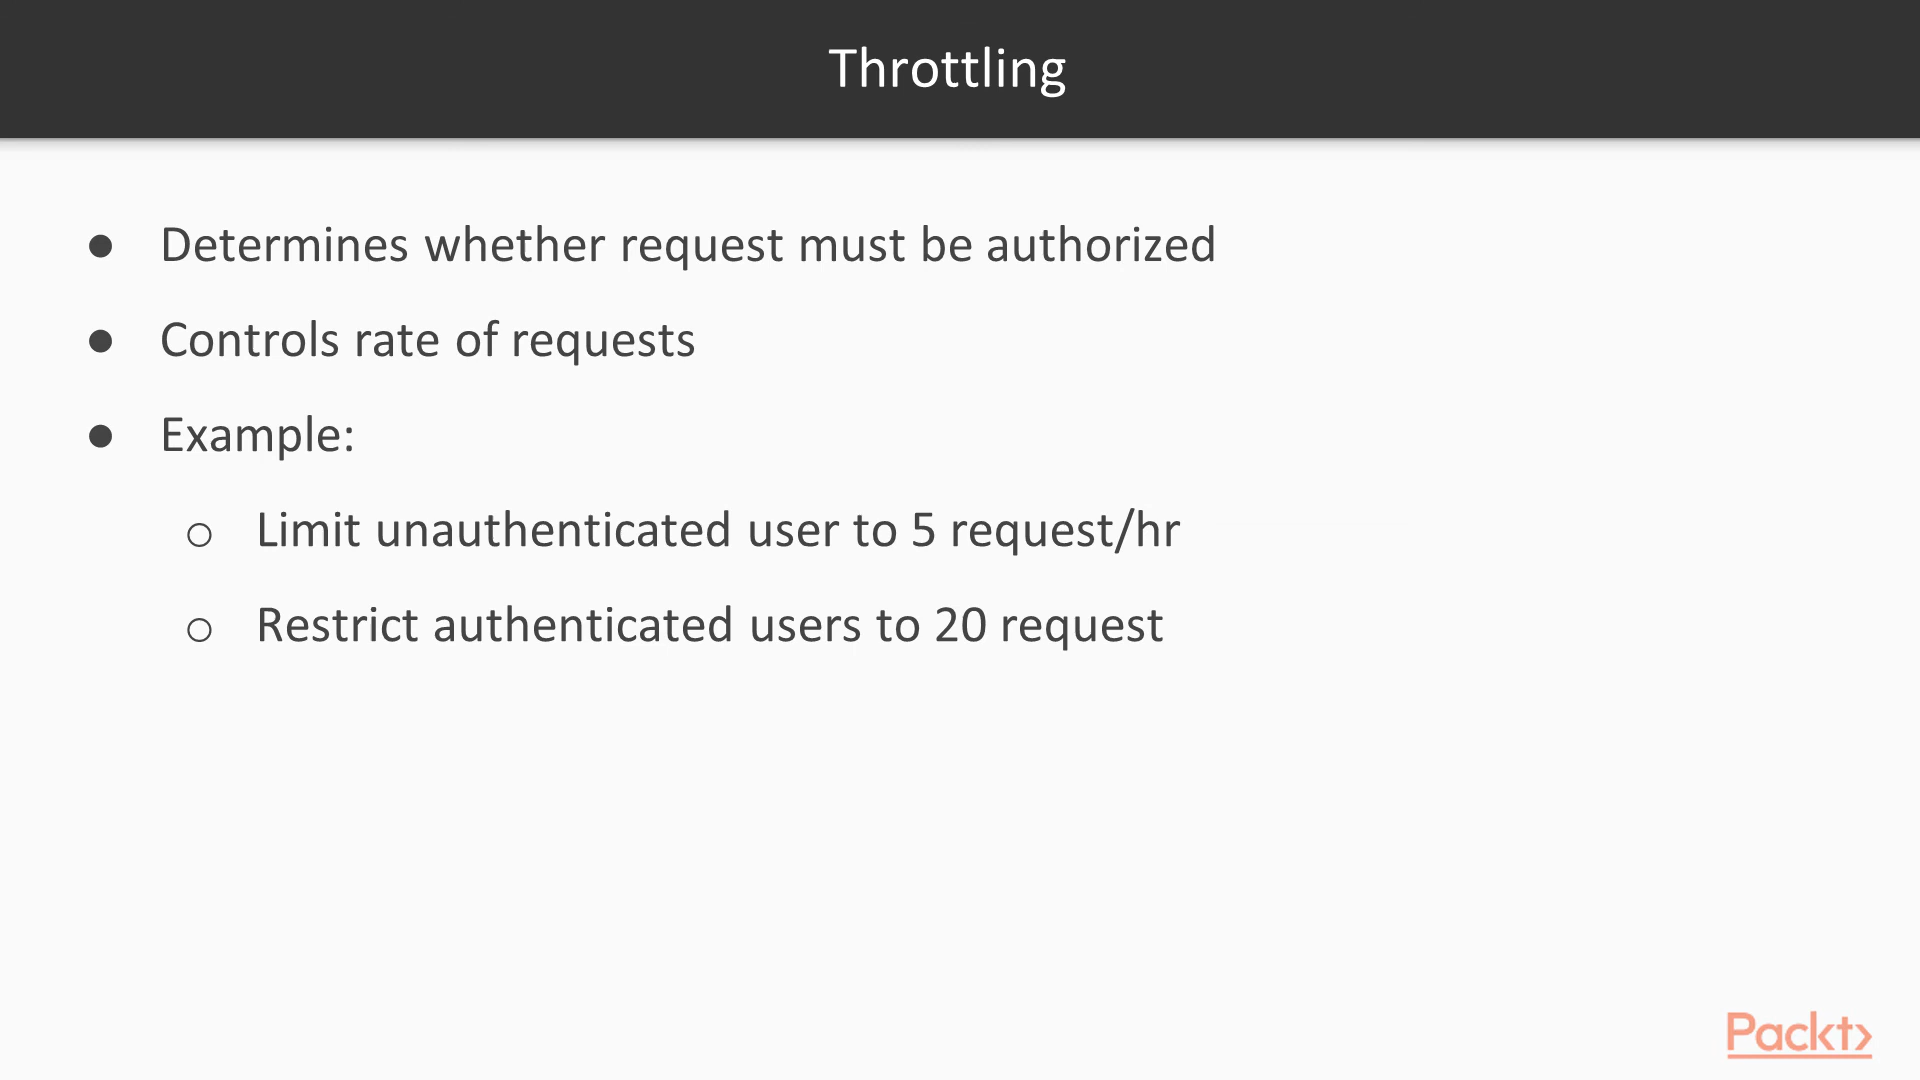 Throttling
● Determines whether request must be authorized
● Controls rate of requests
● Example:
○ Limit unauthenticated user to 5 request/hr
○ Restrict authenticated users to 20 request
Packt>